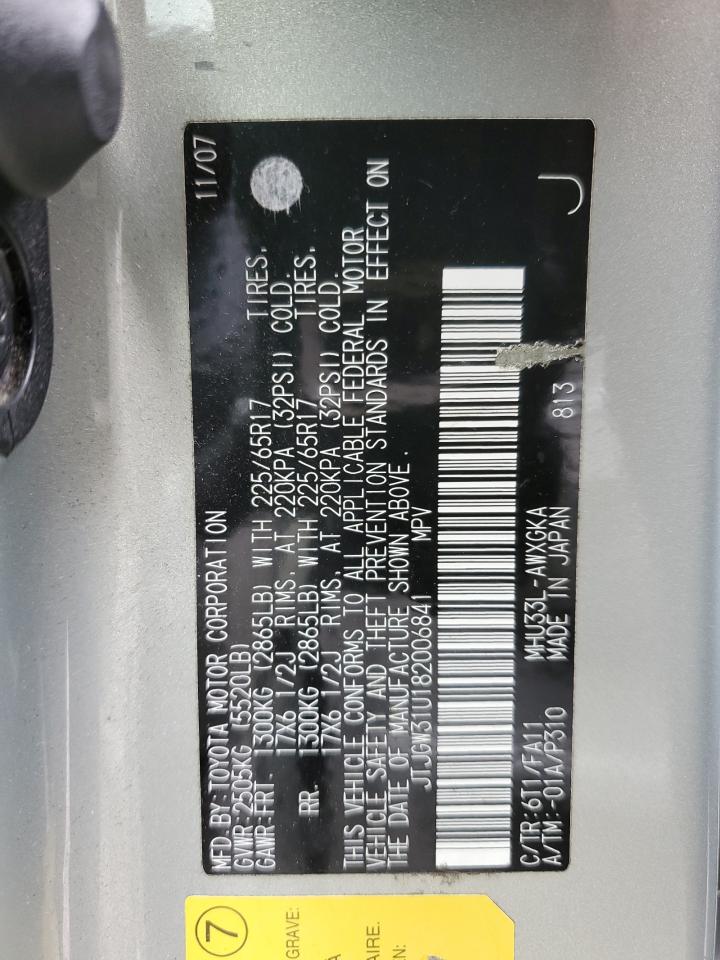 MFD.BY:TOYOTA MOTOR CORPORATION 11/07
GVWR:2505KG (5520LB)
GAWR:FRT. 1300KG (2865LB) WITH 225/65R17 TIRES,
17X6 1/2J RIMS, AT 220KPA (32PSI) COLD.
RR. 1300KG (2865LB) WITH 225/65R17 TIRES,
17X6 1/2J RIMS, AT 220KPA (32PSI) COLD.
THIS VEHICLE CONFORMS TO ALL APPLICABLE FEDERAL MOTOR
VEHICLE SAFETY AND THEFT PREVENTION STANDARDS IN EFFECT ON
THE DATE OF MANUFACTURE SHOWN ABOVE.
JTJGW31U182006841 MPV
C/TR:6T1/FA11 MHU33L-AWXGKA 813 J
A/TM:-01A/P310 MADE IN JAPAN
7
GRAVE:
AIRE.